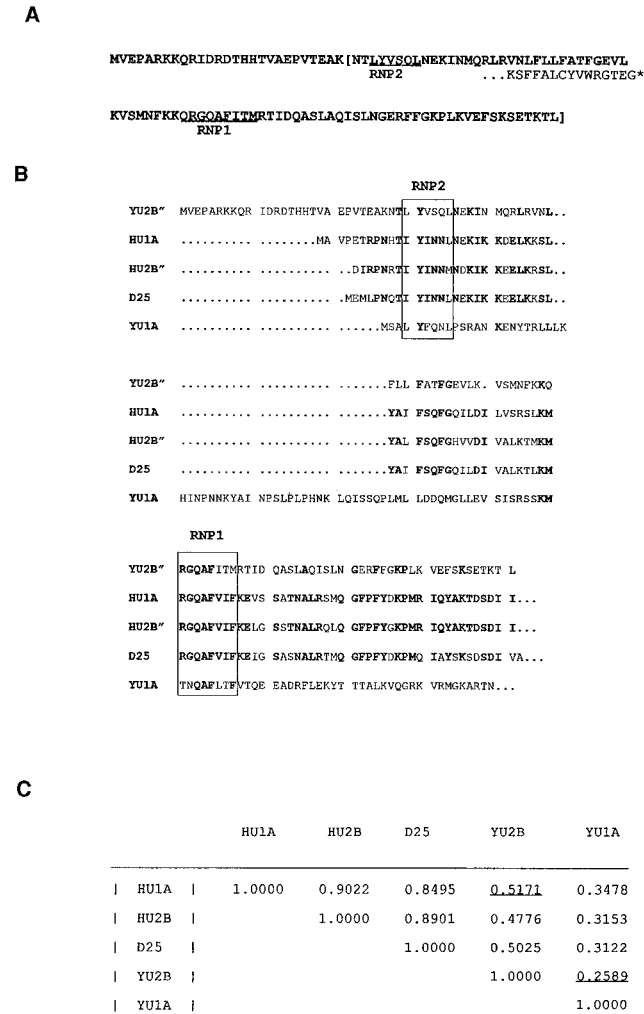 A
MVEPARKKQRIDRDTHHTVAEPVTEAK[NTLYVSQLNEKINMQRLRVNLFLLFATFGEVL
RNP2 ...KSFFALCYVWRGTEG*
KVSMNFKKQRGQAFITMRTIDQASLAQISLNGERFFGKPLKVEFSKSETKTL]
RNP1
B
RNP2
YU2B" MVEPARKKQR IDRDTHHTVA EPVTEAKNTL YVSQLNEKIN MQRLRVNL..
HU1A .......... ........MA VPETRPNHTI YINNLNEKIK KDELKKSL..
HU2B" .......... .......... ..DIRPNRTI YINNMNDKIK KEELKRSL..
D25 .......... .......... .MEMLPNQTI YINNLNEKIK KEELKKSL..
YU1A .......... .......... ......MSAL YFQNLPSRAN KENYTRLLLK
YU2B" .......... .......... .......FLL FATFGEVLK. VSMNFKKQ
HU1A .......... .......... .......YAI FSQFGQILDI LVSRSLKM
HU2B" .......... .......... .......YAL FSQFGHVVDI VALKTMKM
D25 .......... .......... .......YAI FSQFGQILDI VALKTLKM
YU1A HINPNNKYAI NPSLPLPHNK LQISSQPLML LDDQMGLLEV SISRSSKM
RNP1
YU2B" RGQAFITMRTID QASLAQISLN GERFFGKPLK VEFSKSETKT L
HU1A RGQAFVIFKEVS SATNALRSMQ GFPFYDKPMR IQYAKTDSDI I...
HU2B" RGQAFVIFKELG SSTNALRQLQ GFPFYGKPMR IQYAKTDSDI I...
D25 RGQAFVIFKEIG SASNALRTMQ GFPFYDKPMQ IAYSKSDSDI VA...
YU1A TNQAFLTFVTQE EADRFLEKYT TTALKVQGRK VRMGKARTN...
C
HU1A HU2B D25 YU2B YU1A
| HU1A | 1.0000 0.9022 0.8495 0.5171 0.3478
| HU2B | 1.0000 0.8901 0.4776 0.3153
| D25 | 1.0000 0.5025 0.3122
| YU2B | 1.0000 0.2589
| YU1A | 1.0000